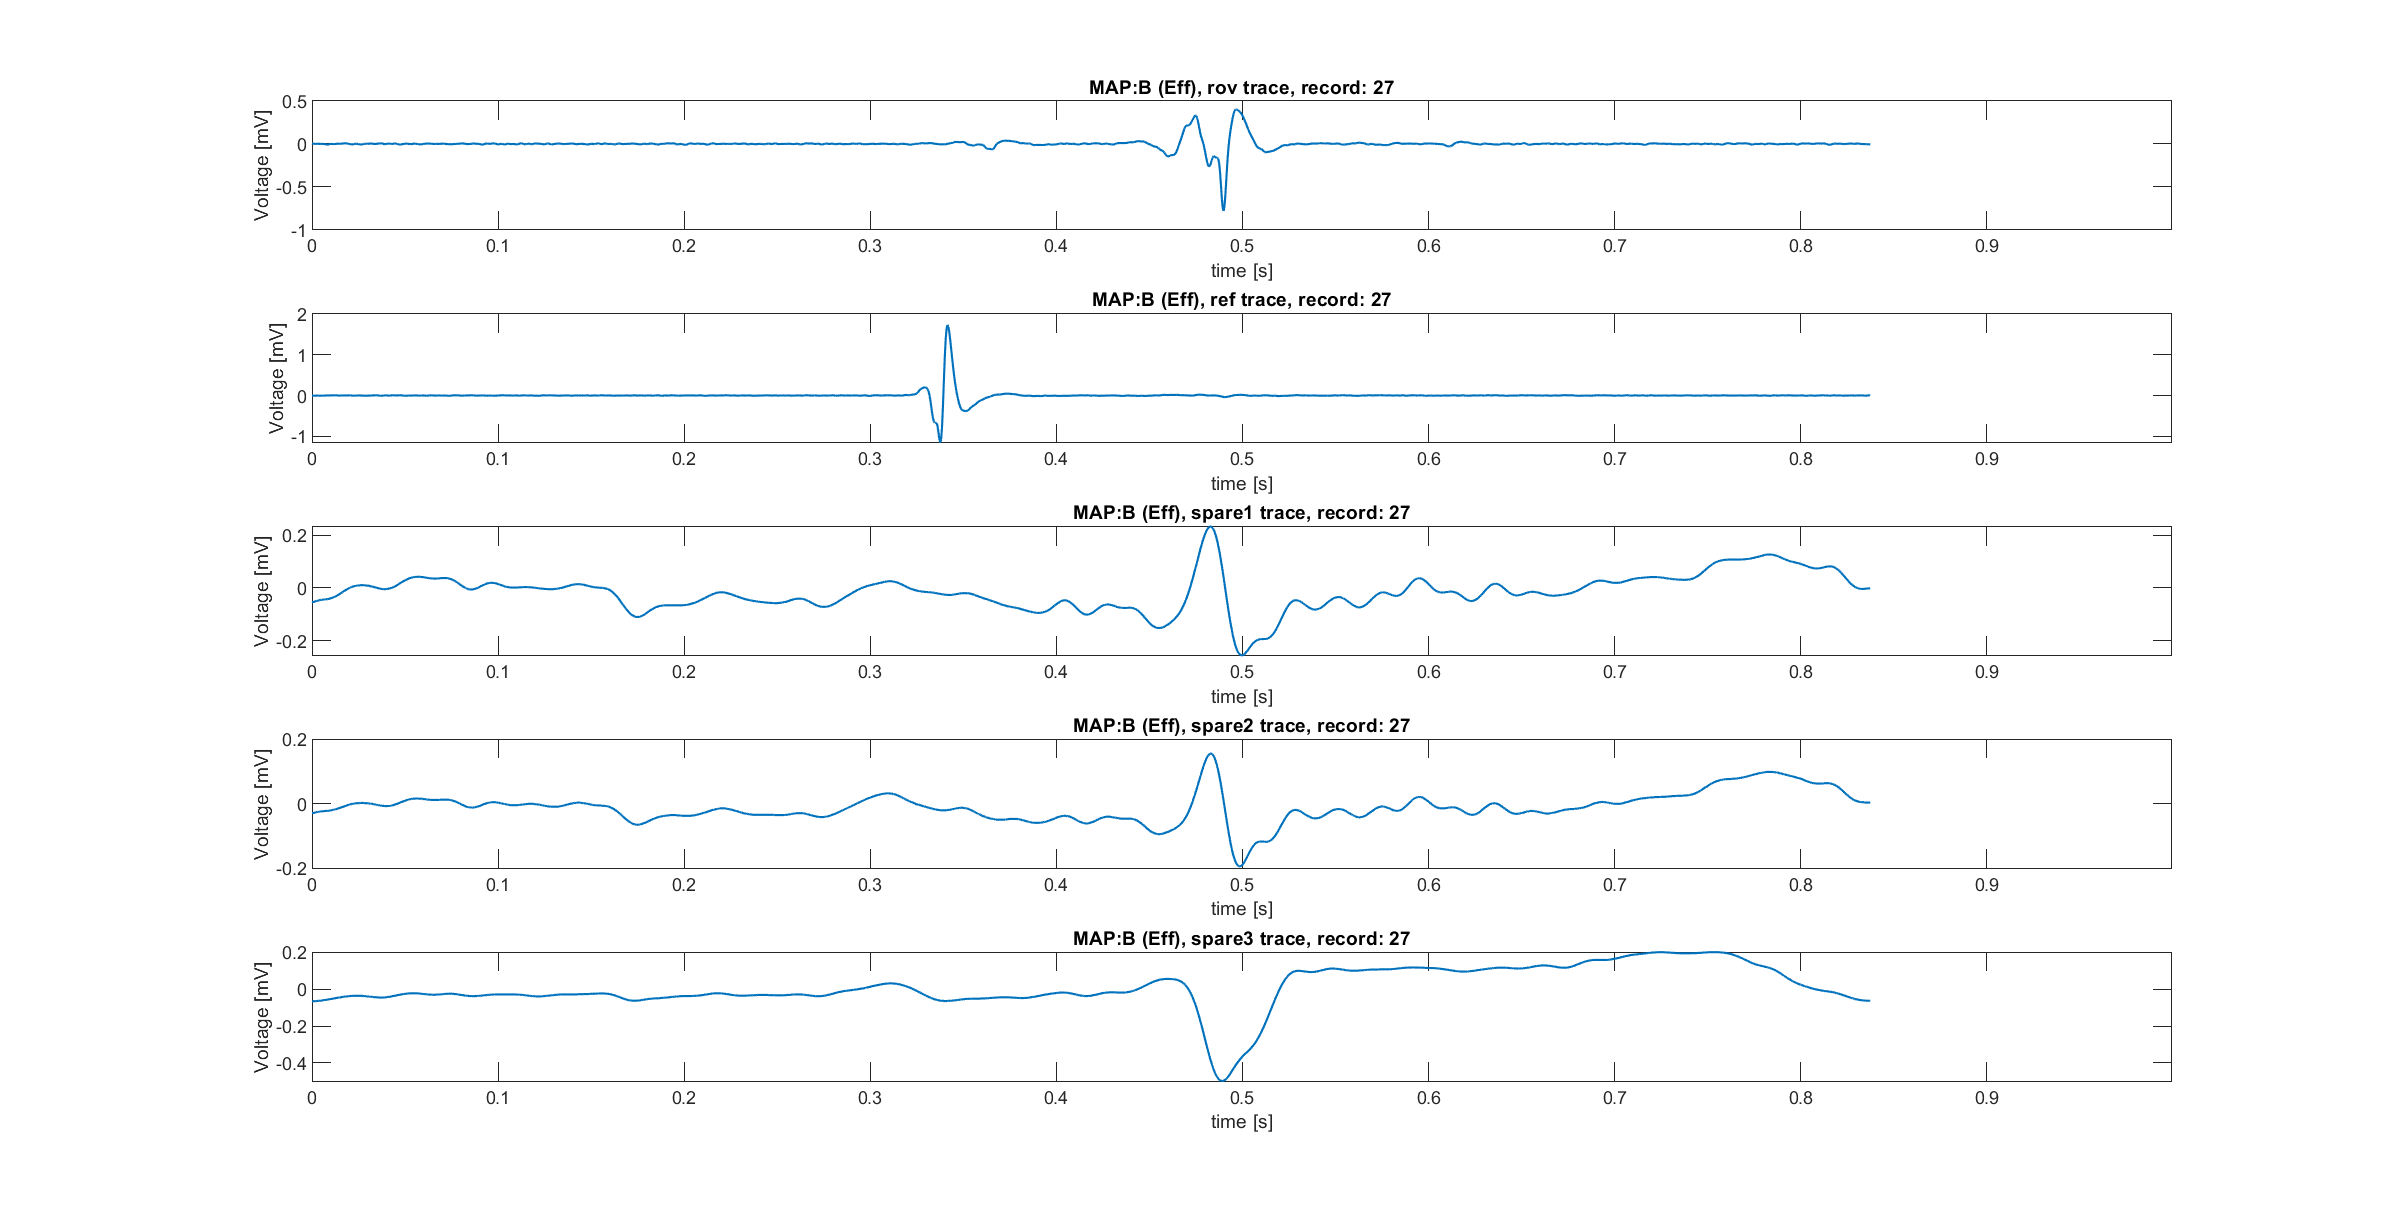 MAP:B (Eff), rov trace, record: 27
Voltage [mV]
0.5
0
-0.5
-1
0 0.1 0.2 0.3 0.4 0.5 0.6 0.7 0.8 0.9
time [s]
MAP:B (Eff), ref trace, record: 27
Voltage [mV]
2
1
0
-1
0 0.1 0.2 0.3 0.4 0.5 0.6 0.7 0.8 0.9
time [s]
MAP:B (Eff), spare1 trace, record: 27
Voltage [mV]
0.2
0
-0.2
0 0.1 0.2 0.3 0.4 0.5 0.6 0.7 0.8 0.9
time [s]
MAP:B (Eff), spare2 trace, record: 27
Voltage [mV]
0.2
0
-0.2
0 0.1 0.2 0.3 0.4 0.5 0.6 0.7 0.8 0.9
time [s]
MAP:B (Eff), spare3 trace, record: 27
Voltage [mV]
0.2
0
-0.2
-0.4
0 0.1 0.2 0.3 0.4 0.5 0.6 0.7 0.8 0.9
time [s]